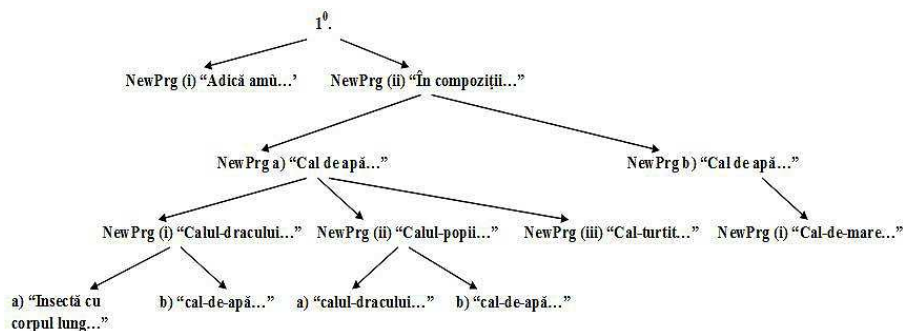 1⁰.
NewPrg (i) “Adică amù…’
NewPrg (ii) “În compoziții…”
NewPrg a) “Cal de apă…”
NewPrg b) “Cal de apă…”
NewPrg (i) “Calul-dracului…”
NewPrg (ii) “Calul-popii…”
NewPrg (iii) “Cal-turtit…”
NewPrg (i) “Cal-de-mare…”
a) “Insectă cu
corpul lung…”
b) “cal-de-apă…”
a) “calul-dracului…”
b) “cal-de-apă…”